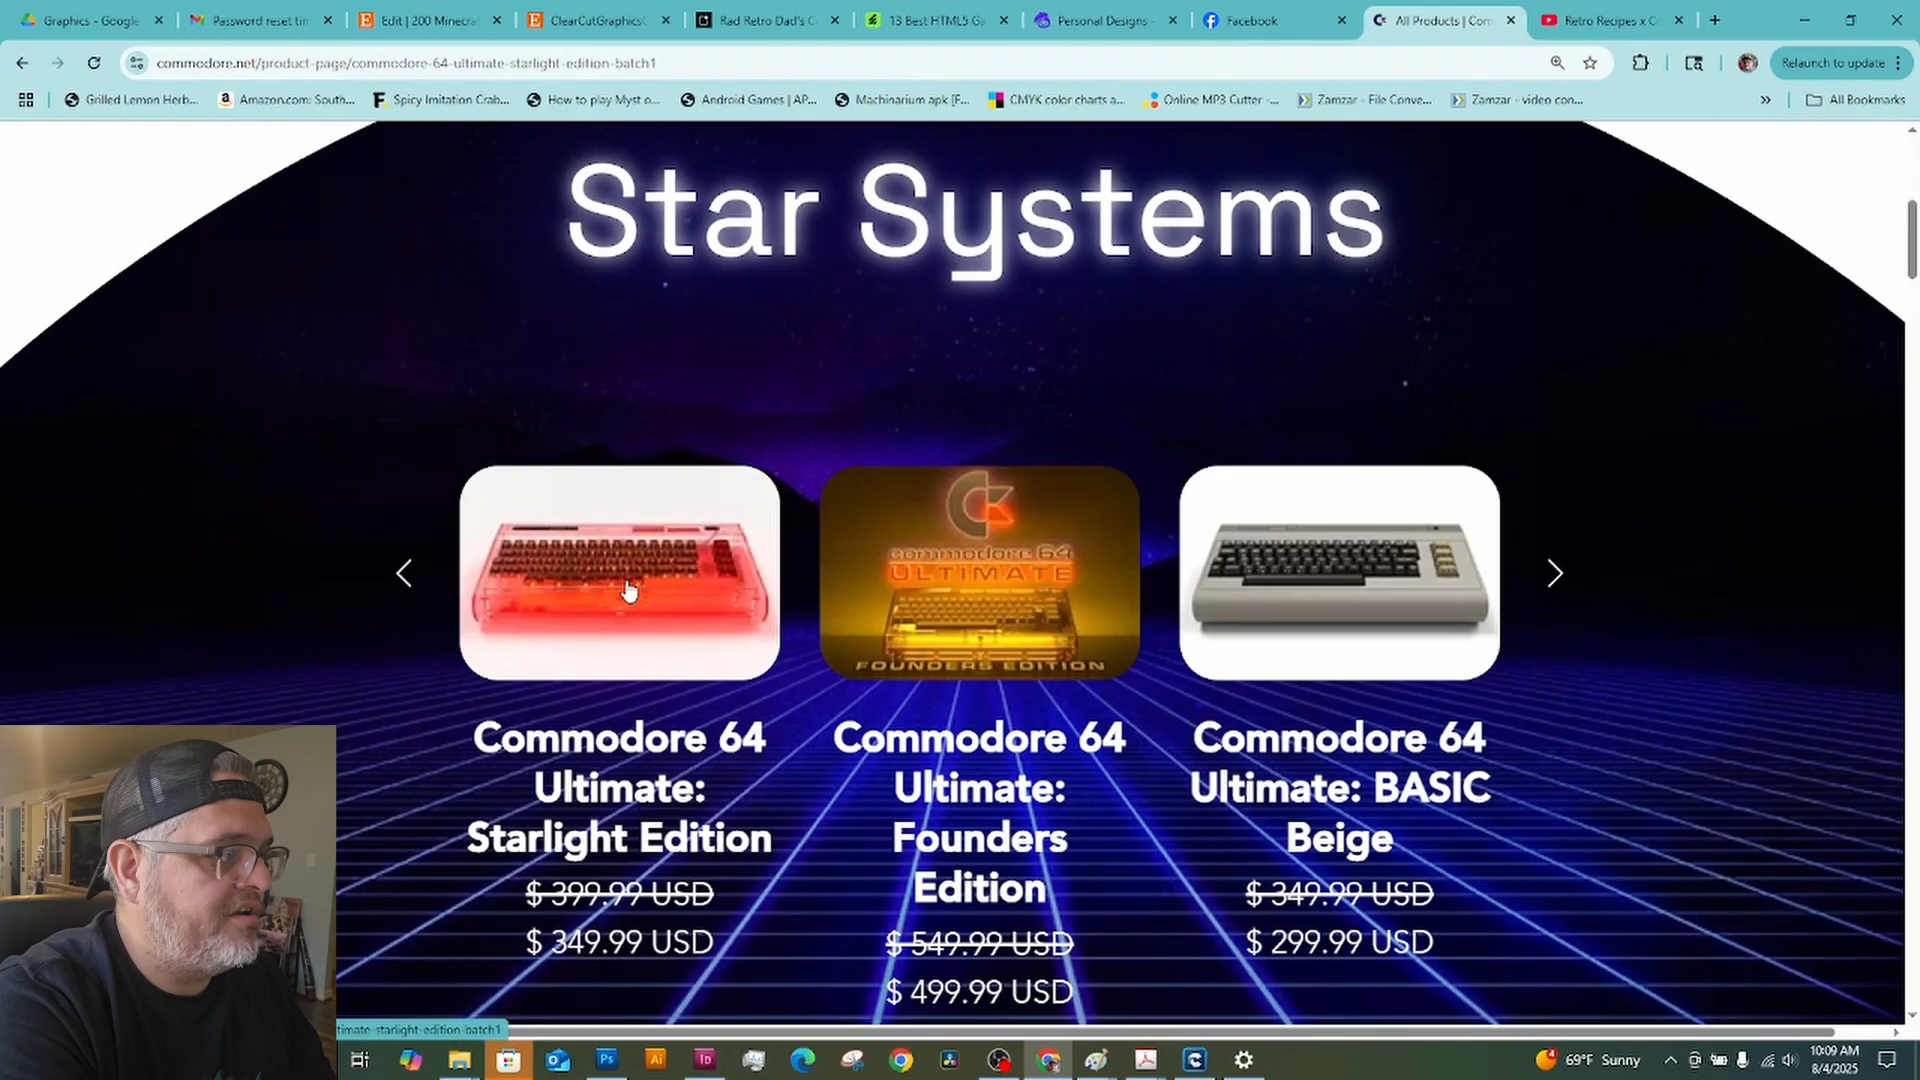 Graphics - Google
Password reset tim
Edit | 200 Minecra
ClearCutGraphicsC
Rad Retro Dad's C
13 Best HTML5 Ga
Personal Designs -
Facebook
All Products | Com
Retro Recipes x C
commodore.net/product-page/commodore-64-ultimate-starlight-edition-batch1
Relaunch to update
Grilled Lemon Herb...
Amazon.com: South...
Spicy Imitation Crab...
How to play Myst o...
Android Games | AP...
Machinarium apk [F...
CMYK color charts a...
Online MP3 Cutter -...
Zamzar - File Conve...
Zamzar - video con...
All Bookmarks
Star Systems
commodore 64
ULTIMATE
FOUNDERS EDITION
Commodore 64
Ultimate:
Starlight Edition
$ 399.99 USD
$ 349.99 USD
Commodore 64
Ultimate:
Founders
Edition
$ 549.99 USD
$ 499.99 USD
Commodore 64
Ultimate: BASIC
Beige
$ 349.99 USD
$ 299.99 USD
timate-starlight-edition-batch1
Ps
Ai
Id
69°F Sunny
10:09 AM
8/4/2025